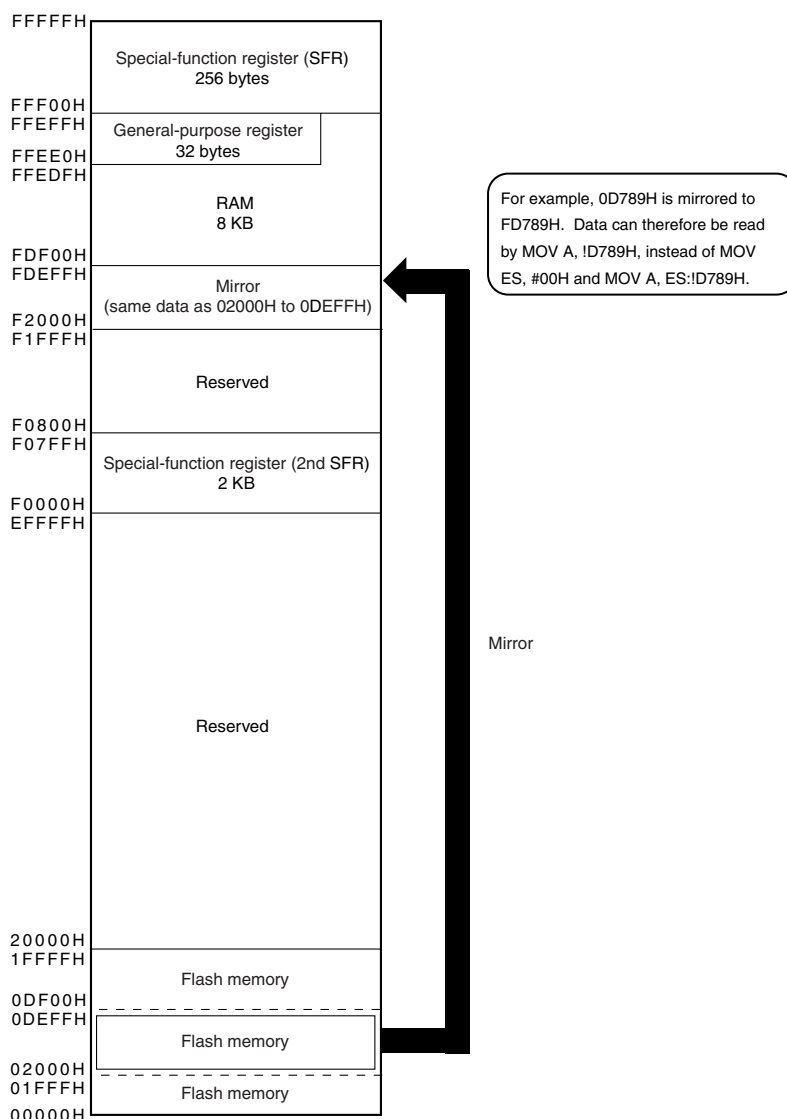 FFFFFH
Special-function register (SFR)
256 bytes
FFF00H
FFEFFH
General-purpose register
32 bytes
FFEE0H
FFEDFH
RAM
8 KB
For example, 0D789H is mirrored to
FD789H. Data can therefore be read
by MOV A, !D789H, instead of MOV
ES, #00H and MOV A, ES:!D789H.
FDF00H
FDEFFH
Mirror
(same data as 02000H to 0DEFFH)
F2000H
F1FFFH
Reserved
F0800H
F07FFH
Special-function register (2nd SFR)
2 KB
F0000H
EFFFFH
Mirror
Reserved
20000H
1FFFFH
Flash memory
0DF00H
0DEFFH
Flash memory
02000H
01FFFH
Flash memory
00000H